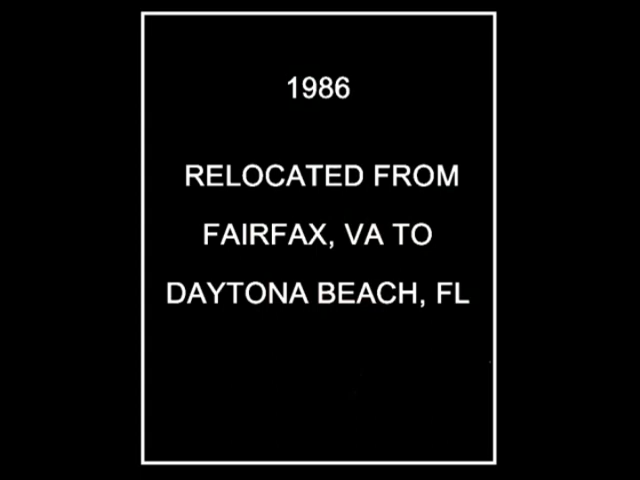 1986
RELOCATED FROM
FAIRFAX, VA TO
DAYTONA BEACH, FL